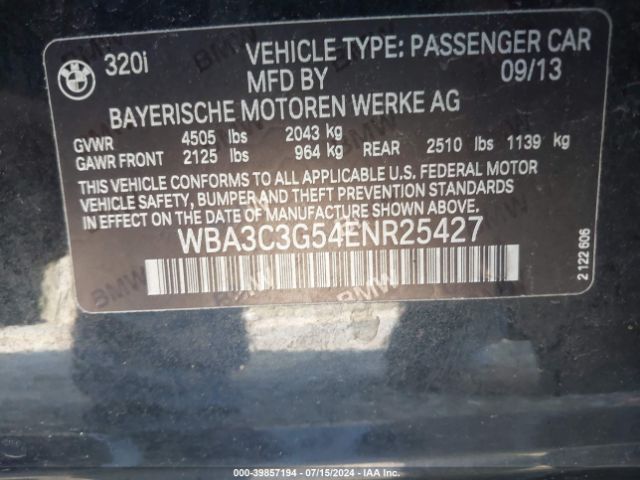 320i VEHICLE TYPE: PASSENGER CAR
MFD BY 09/13
BAYERISCHE MOTOREN WERKE AG
GVWR 4505 lbs 2043 kg
GAWR FRONT 2125 lbs 964 kg REAR 2510 lbs 1139 kg
THIS VEHICLE CONFORMS TO ALL APPLICABLE U.S. FEDERAL MOTOR
VEHICLE SAFETY, BUMPER AND THEFT PREVENTION STANDARDS
IN EFFECT ON THE DATE OF MANUFACTURE SHOWN ABOVE.
WBA3C3G54ENR25427
2 122 606
000-39857194 - 07/15/2024 - IAA Inc.